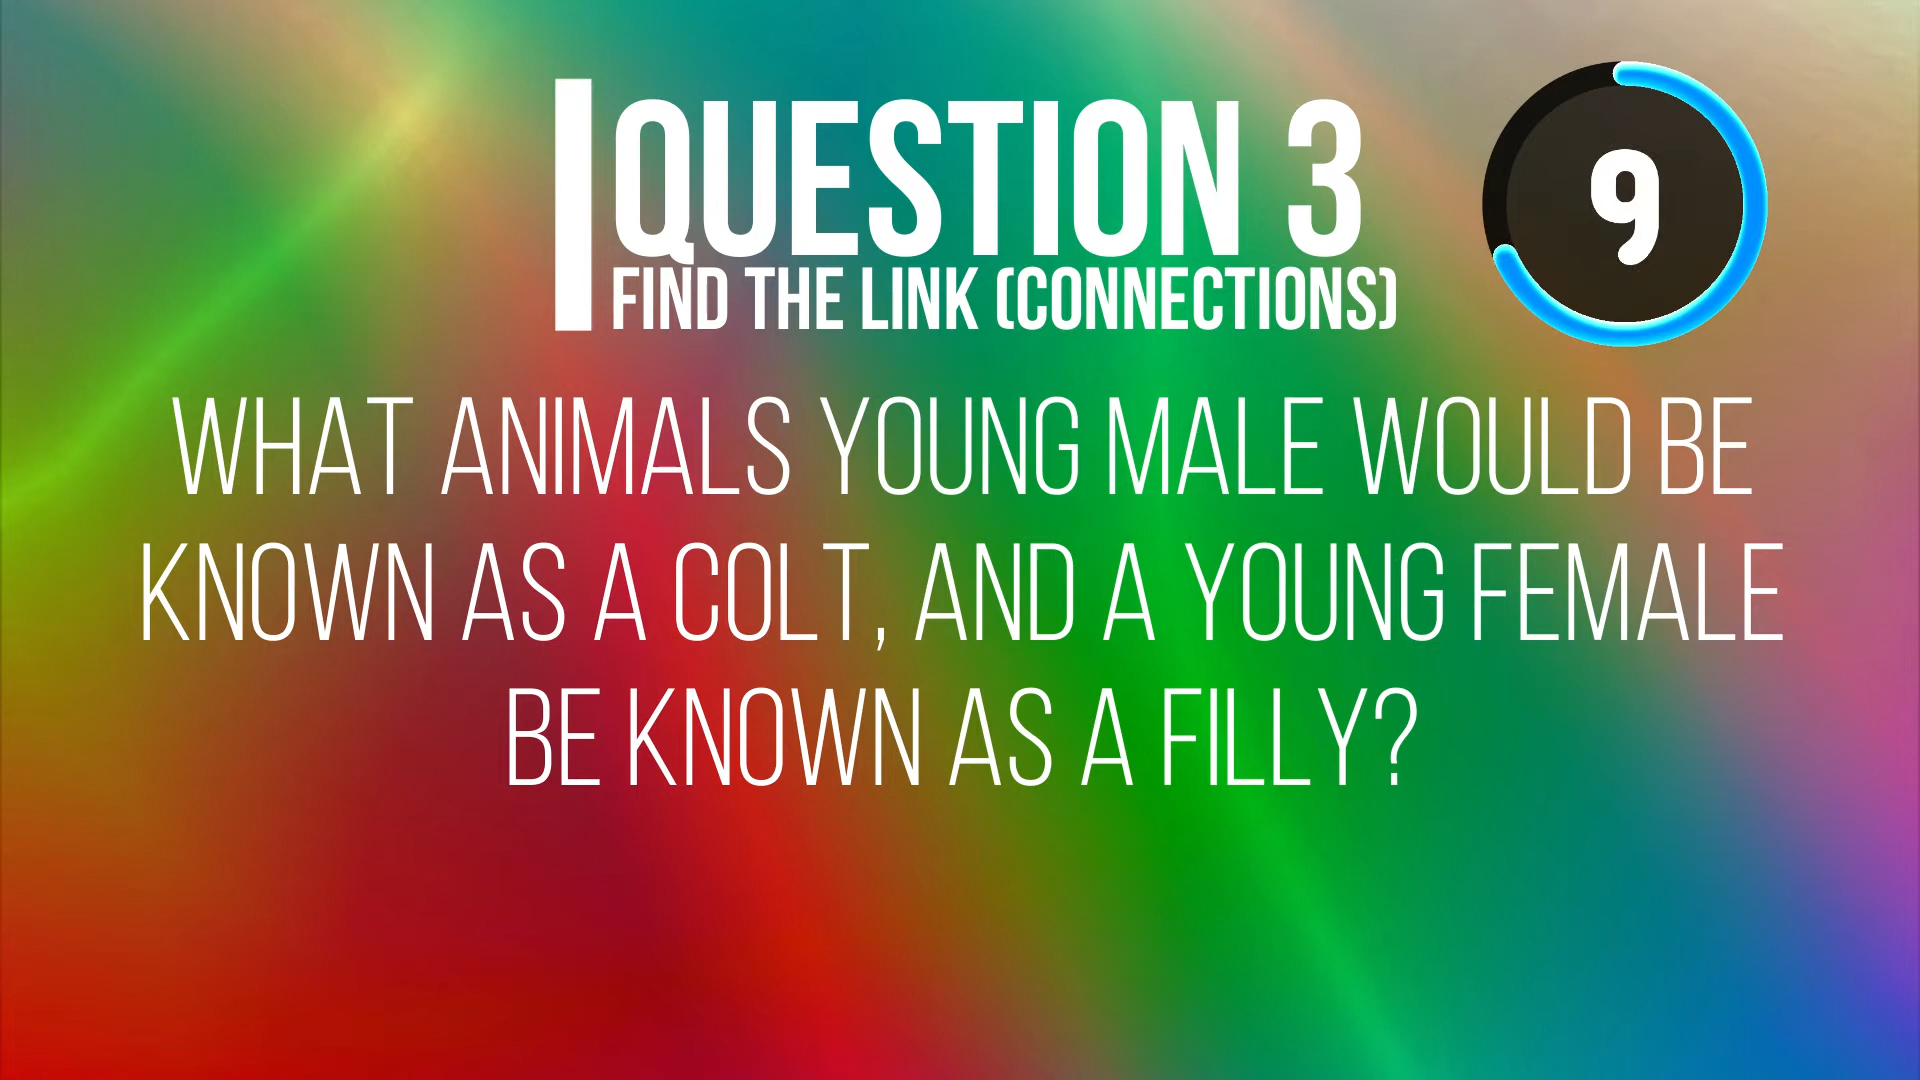 QUESTION 3
FIND THE LINK (CONNECTIONS)
9
WHAT ANIMALS YOUNG MALE WOULD BE
KNOWN AS A COLT, AND A YOUNG FEMALE
BE KNOWN AS A FILLY?